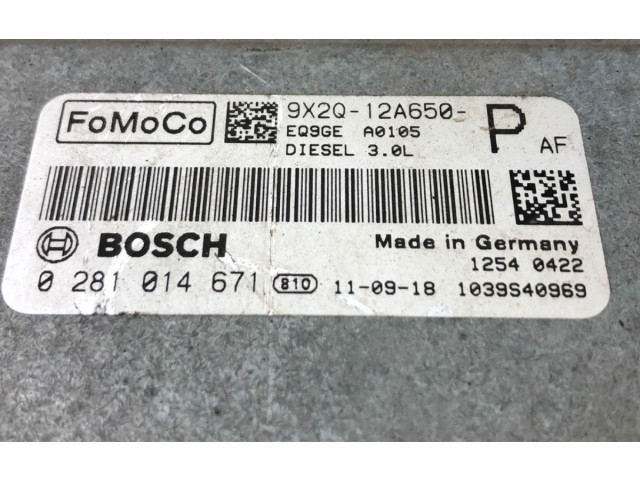 FoMoCo
9X2Q-12A650-
P AF
EQ9GE A0105
DIESEL 3.0L
BOSCH
Made in Germany
1254 0422
0 281 014 671 810 11-09-18 1039S40969